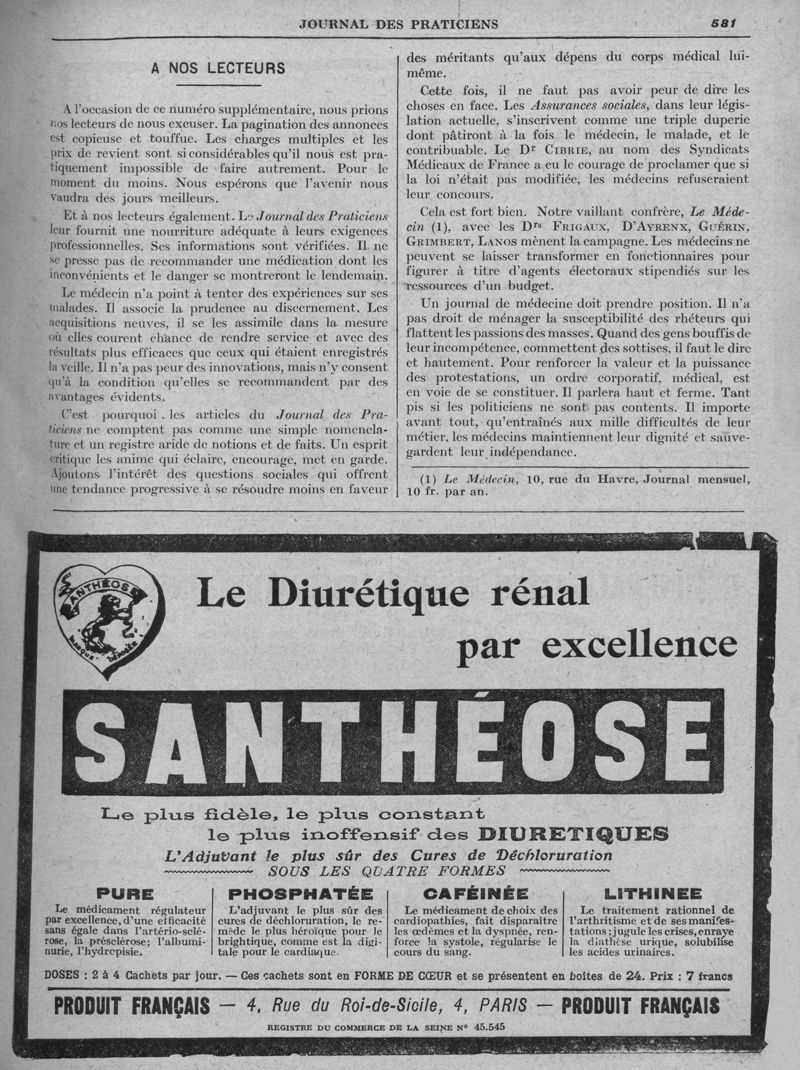 JOURNAL DES PRATICIENS
581
A NOS LECTEURS
A l'occasion de ce numéro supplémentaire, nous prions
nos lecteurs de nous excuser. La pagination des annonces
est copieuse et touffue. Les charges multiples et les
prix de revient sont si considérables qu'il nous est pra-
tiquement impossible de faire autrement. Pour le
moment du moins. Nous espérons que l'avenir nous
vaudra des jours meilleurs.
Et à nos lecteurs également. Le Journal des Praticiens
leur fournit une nourriture adéquate à leurs exigences
professionnelles. Ses informations sont vérifiées. Il ne
se presse pas de recommander une médication dont les
inconvénients et le danger se montreront le lendemain.
Le médecin n'a point à tenter des expériences sur ses
malades. Il associe la prudence au discernement. Les
acquisitions neuves, il se les assimile dans la mesure
où elles courent chance de rendre service et avec des
résultats plus efficaces que ceux qui étaient enregistrés
la veille. Il n'a pas peur des innovations, mais n'y consent
qu'à la condition qu'elles se recommandent par des
avantages évidents.
C'est pourquoi les articles du Journal des Pra-
ticiens ne comptent pas comme une simple nomencla-
ture et un registre aride de notions et de faits. Un esprit
critique les anime qui éclaire, encourage, met en garde.
Ajoutons l'intérêt des questions sociales qui offrent
une tendance progressive à se résoudre moins en faveur
des méritants qu'aux dépens du corps médical lui-
même.
Cette fois, il ne faut pas avoir peur de dire les
choses en face. Les Assurances sociales, dans leur légis-
lation actuelle, s'inscrivent comme une triple duperie
dont pâtiront à la fois le médecin, le malade, et le
contribuable. Le Dr CIBRIE, au nom des Syndicats
Médicaux de France a eu le courage de proclamer que si
la loi n'était pas modifiée, les médecins refuseraient
leur concours.
Cela est fort bien. Notre vaillant confrère, Le Méde-
cin (1), avec les Drs FRIGAUX, D'AYRENX, GUÉRIN,
GRIMBERT, LANOS mènent la campagne. Les médecins ne
peuvent se laisser transformer en fonctionnaires pour
figurer à titre d'agents électoraux stipendiés sur les
ressources d'un budget.
Un journal de médecine doit prendre position. Il n'a
pas droit de ménager la susceptibilité des rhéteurs qui
flattent les passions des masses. Quand des gens bouffis de
leur incompétence, commettent des sottises, il faut le dire
et hautement. Pour renforcer la valeur et la puissance
des protestations, un ordre corporatif, médical, est
en voie de se constituer. Il parlera haut et ferme. Tant
pis si les politiciens ne sont pas contents. Il importe
avant tout, qu'entraînés aux mille difficultés de leur
métier, les médecins maintiennent leur dignité et sauve-
gardent leur indépendance.
(1) Le Médecin, 10, rue du Havre, Journal mensuel,
10 fr. par an.
SANTHÉOSE
MARQUE DÉPOSÉE
Le Diurétique rénal
par excellence
SANTHÉOSE
Le plus fidèle, le plus constant
le plus inoffensif des DIURETIQUES
L'Adjuvant le plus sûr des Cures de Déchloruration
SOUS LES QUATRE FORMES
PURE
Le médicament régulateur
par excellence, d'une efficacité
sans égale dans l'artério-sclé-
rose, la présclérose; l'albumi-
nurie, l'hydropisie.
PHOSPHATÉE
L'adjuvant le plus sûr des
cures de déchloruration, le re-
mède le plus héroïque pour le
brightique, comme est la digi-
tale pour le cardiaque.
CAFÉINÉE
Le médicament de choix des
cardiopathies, fait disparaître
les œdèmes et la dyspnée, ren-
force la systole, régularise le
cours du sang.
LITHINEE
Le traitement rationnel de
l'arthritisme et de ses manifes-
tations; jugule les crises, enraye
la diathèse urique, solubilise
les acides urinaires.
DOSES : 2 à 4 Cachets par jour. — Ces cachets sont en FORME DE CŒUR et se présentent en boîtes de 24. Prix : 7 francs
PRODUIT FRANÇAIS — 4, Rue du Roi-de-Sicile, 4, PARIS — PRODUIT FRANÇAIS
REGISTRE DU COMMERCE DE LA SEINE N° 45.545